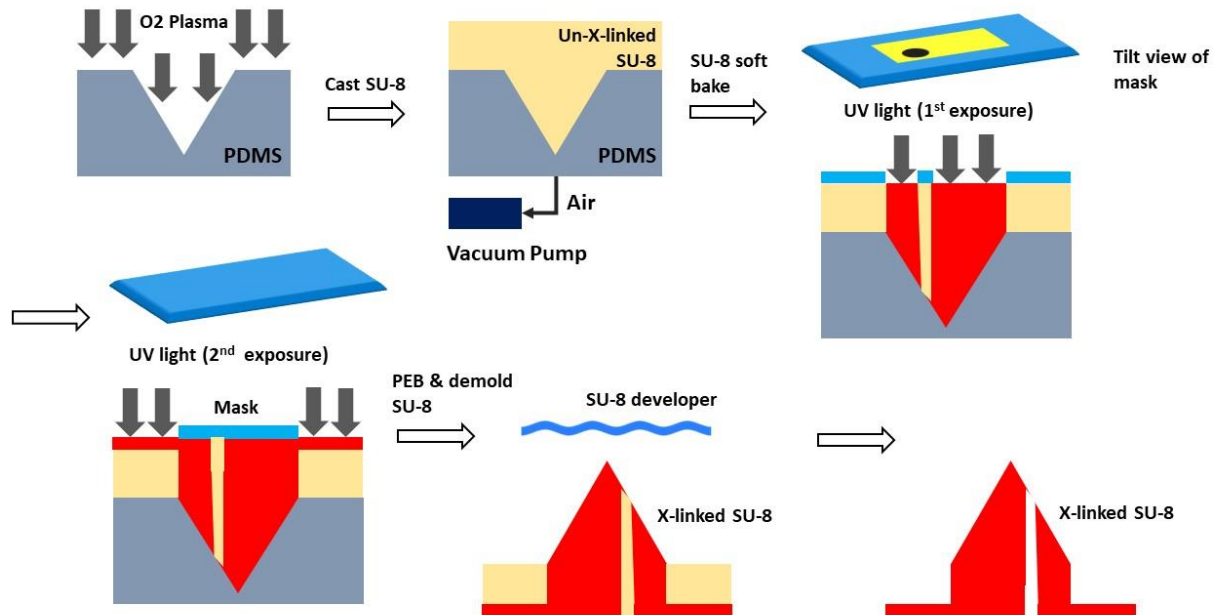 O2 Plasma
PDMS
Cast SU-8
Un-X-linked
SU-8
PDMS
Air
Vacuum Pump
SU-8 soft
bake
Tilt view of
mask
UV light (1st exposure)
UV light (2nd exposure)
Mask
PEB & demold
SU-8
SU-8 developer
X-linked SU-8
X-linked SU-8